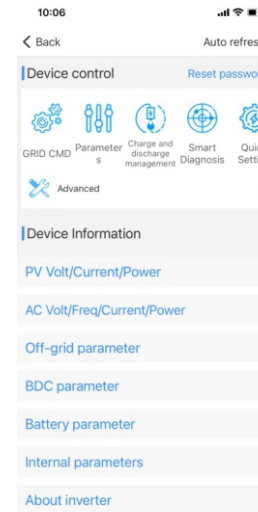 10:06
Back Auto refres
Device control Reset passwo
GRID CMD Parameter
s Charge and
discharge
management Smart
Diagnosis Qui
Setti
Advanced
Device Information
PV Volt/Current/Power
AC Volt/Freq/Current/Power
Off-grid parameter
BDC parameter
Battery parameter
Internal parameters
About inverter